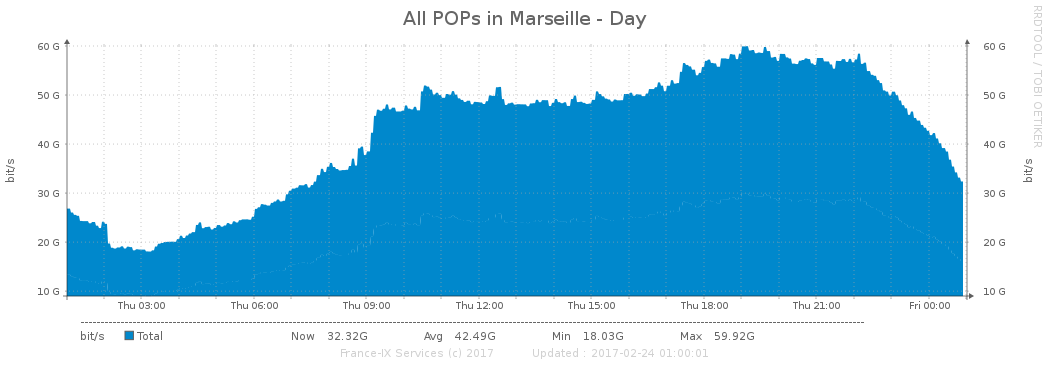 All POPs in Marseille - Day
RRDTOOL / TOBI OETIKER
bit/s
60 G
50 G
40 G
30 G
20 G
10 G
60 G
50 G
40 G
30 G
20 G
10 G
bit/s
Thu 03:00 Thu 06:00 Thu 09:00 Thu 12:00 Thu 15:00 Thu 18:00 Thu 21:00 Fri 00:00
bit/s Total Now 32.32G Avg 42.49G Min 18.03G Max 59.92G
France-IX Services (c) 2017 Updated : 2017-02-24 01:00:01